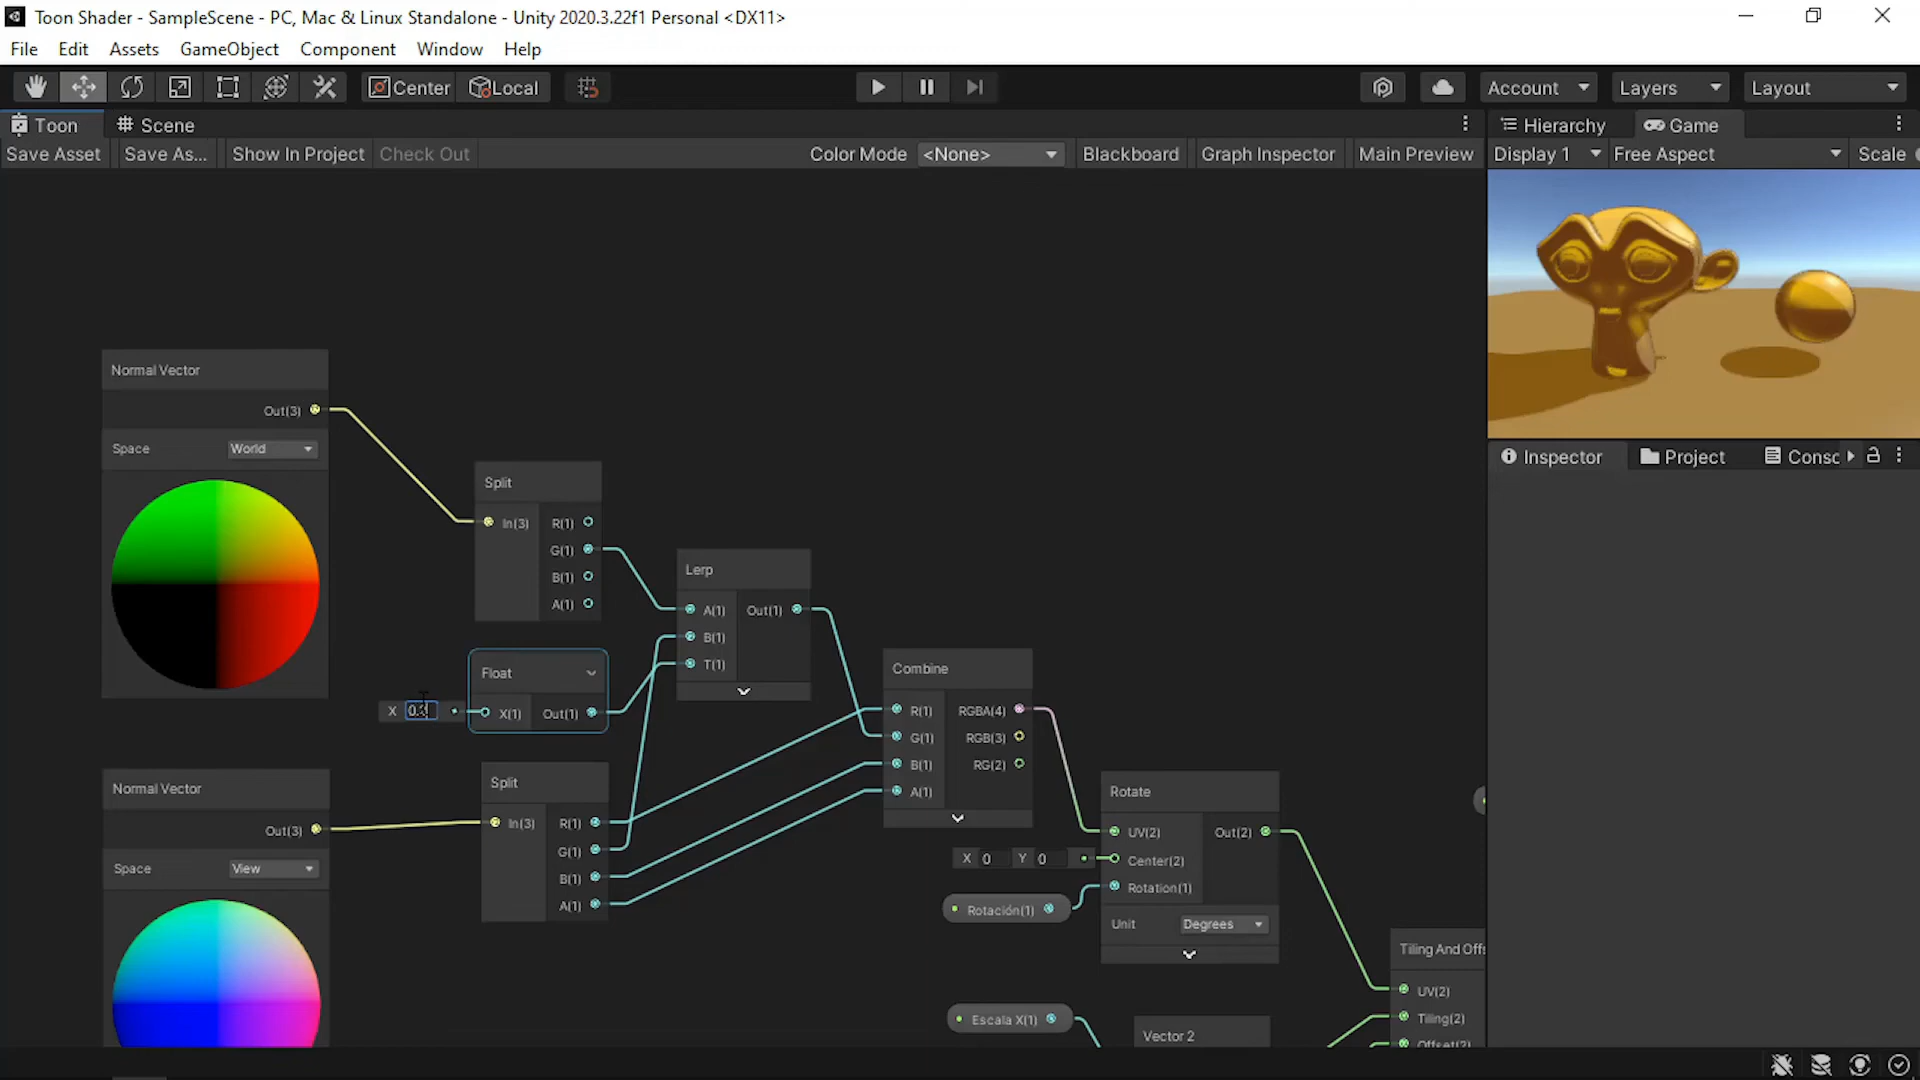 Toon Shader - SampleScene - PC, Mac & Linux Standalone - Unity 2020.3.22f1 Personal <DX11>
File Edit Assets GameObject Component Window Help
Center Local Account Layers Layout
Toon Scene Hierarchy Game
Save Asset Save As... Show In Project Check Out Color Mode <None> Blackboard Graph Inspector Main Preview Display 1 Free Aspect Scale
Inspector Project Consc
Normal Vector
Out(3)
Space World
Split
In(3) R(1)
G(1)
B(1)
A(1)
Lerp
A(1) Out(1)
B(1)
T(1)
Float
X X(1) Out(1)
Combine
R(1) RGBA(4)
G(1) RGB(3)
B(1) RG(2)
A(1)
Normal Vector
Out(3)
Space View
Split
In(3) R(1)
G(1)
B(1)
A(1)
Rotate
UV(2) Out(2)
X 0 Y 0 Center(2)
Rotación(1) Rotation(1)
Unit Degrees
Tiling And Offs
UV(2)
Tiling(2)
Offset(2)
Escala X(1)
Vector 2